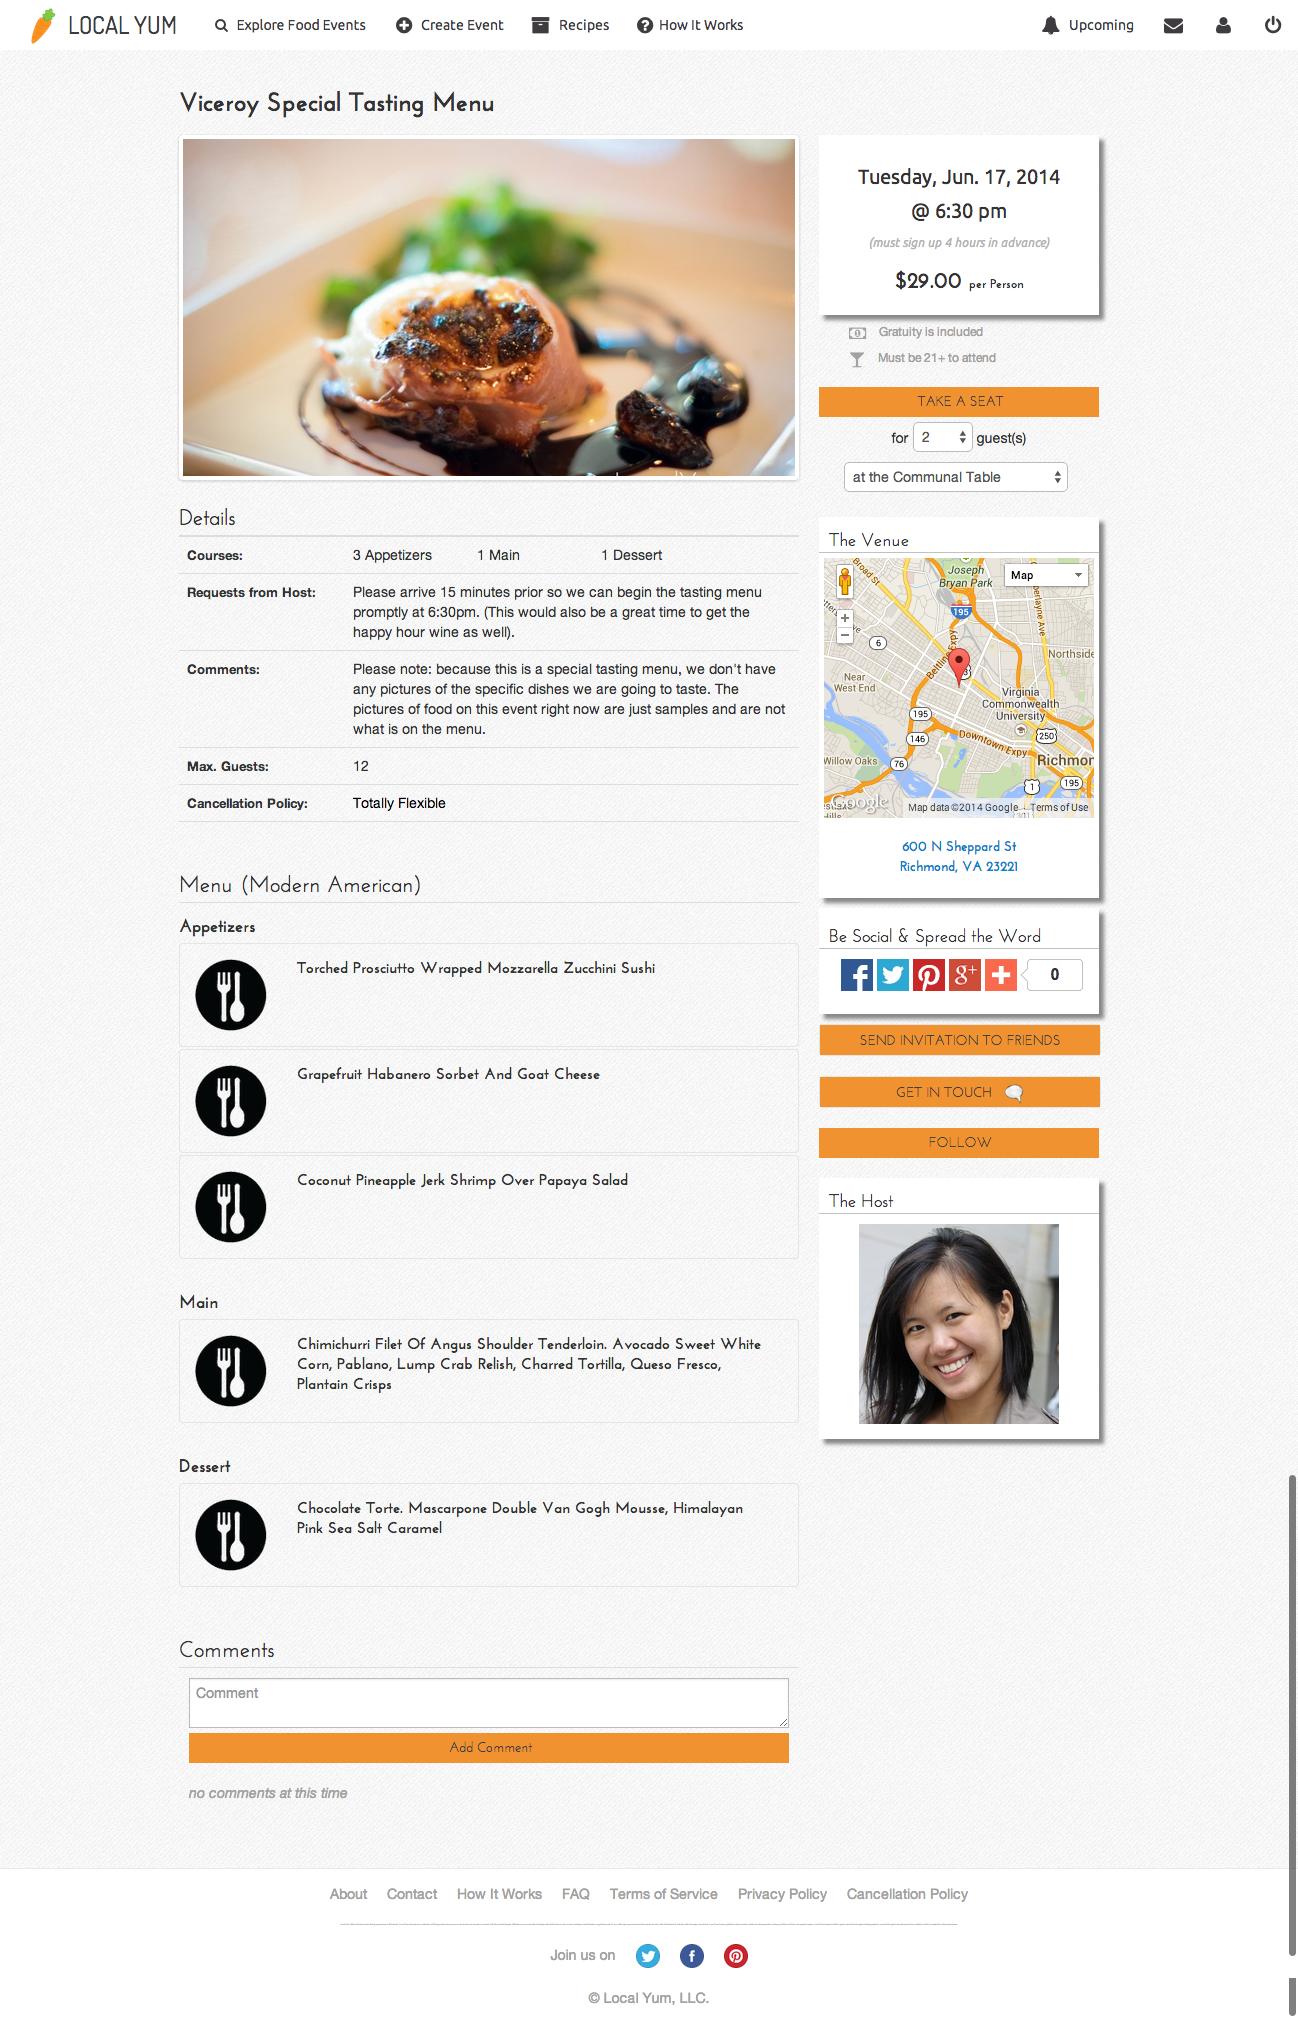 LOCAL YUM
Explore Food Events
Create Event
Recipes
How It Works
Upcoming
Viceroy Special Tasting Menu
Tuesday, Jun. 17, 2014
@ 6:30 pm
(must sign up 4 hours in advance)
$29.00 per Person
Gratuity is included
Must be 21+ to attend
TAKE A SEAT
for 2 guest(s)
at the Communal Table
Details
Courses: 3 Appetizers 1 Main 1 Dessert
Requests from Host: Please arrive 15 minutes prior so we can begin the tasting menu
promptly at 6:30pm. (This would also be a great time to get the
happy hour wine as well).
Comments: Please note: because this is a special tasting menu, we don't have
any pictures of the specific dishes we are going to taste. The
pictures of food on this event right now are just samples and are not
what is on the menu.
Max. Guests: 12
Cancellation Policy: Totally Flexible
The Venue
Broad St
Joseph
Bryan Park
Map
195
6
Beltline Expy
Northside
Near
West End
Virginia
Commonwealth
University
195
146
250
Downtown Expy
Willow Oaks
76
Richmon
1
195
Google
Map data ©2014 Google
Terms of Use
600 N Sheppard St
Richmond, VA 23221
Menu (Modern American)
Appetizers
Torched Prosciutto Wrapped Mozzarella Zucchini Sushi
Grapefruit Habanero Sorbet And Goat Cheese
Coconut Pineapple Jerk Shrimp Over Papaya Salad
Main
Chimichurri Filet Of Angus Shoulder Tenderloin. Avocado Sweet White
Corn, Pablano, Lump Crab Relish, Charred Tortilla, Queso Fresco,
Plantain Crisps
Dessert
Chocolate Torte. Mascarpone Double Van Gogh Mousse, Himalayan
Pink Sea Salt Caramel
Be Social & Spread the Word
0
SEND INVITATION TO FRIENDS
GET IN TOUCH
FOLLOW
The Host
Comments
Comment
Add Comment
no comments at this time
About Contact How It Works FAQ Terms of Service Privacy Policy Cancellation Policy
Join us on
© Local Yum, LLC.